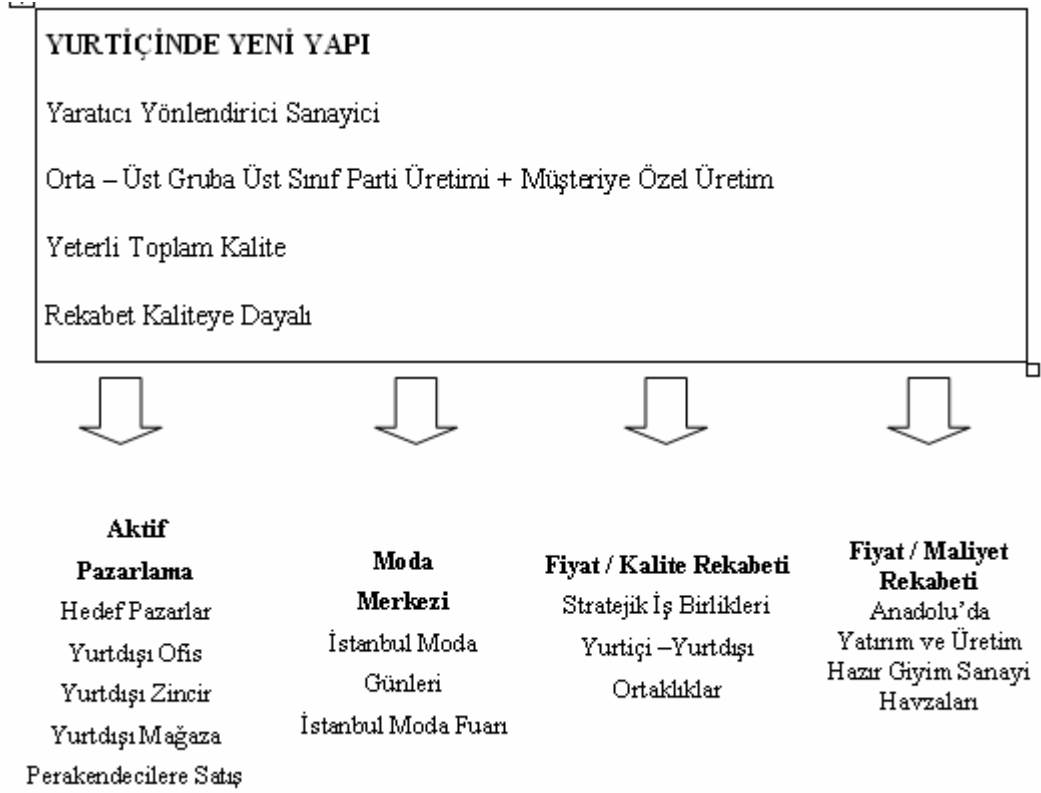 YURTİÇİNDE YENİ YAPI
Yaratıcı Yönlendirici Sanayici
Orta – Üst Gruba Üst Sınıf Parti Üretimi + Müşteriye Özel Üretim
Yeterli Toplam Kalite
Rekabet Kaliteye Dayalı
Aktif
Pazarlama
Hedef Pazarlar
Yurtdışı Ofis
Yurtdışı Zincir
Yurtdışı Mağaza
Perakendecilere Satış
Moda
Merkezi
İstanbul Moda
Günleri
İstanbul Moda Fuarı
Fiyat / Kalite Rekabeti
Stratejik İş Birlikleri
Yurtiçi –Yurtdışı
Ortaklıklar
Fiyat / Maliyet
Rekabeti
Anadolu’da
Yatırım ve Üretim
Hazır Giyim Sanayi
Havzaları